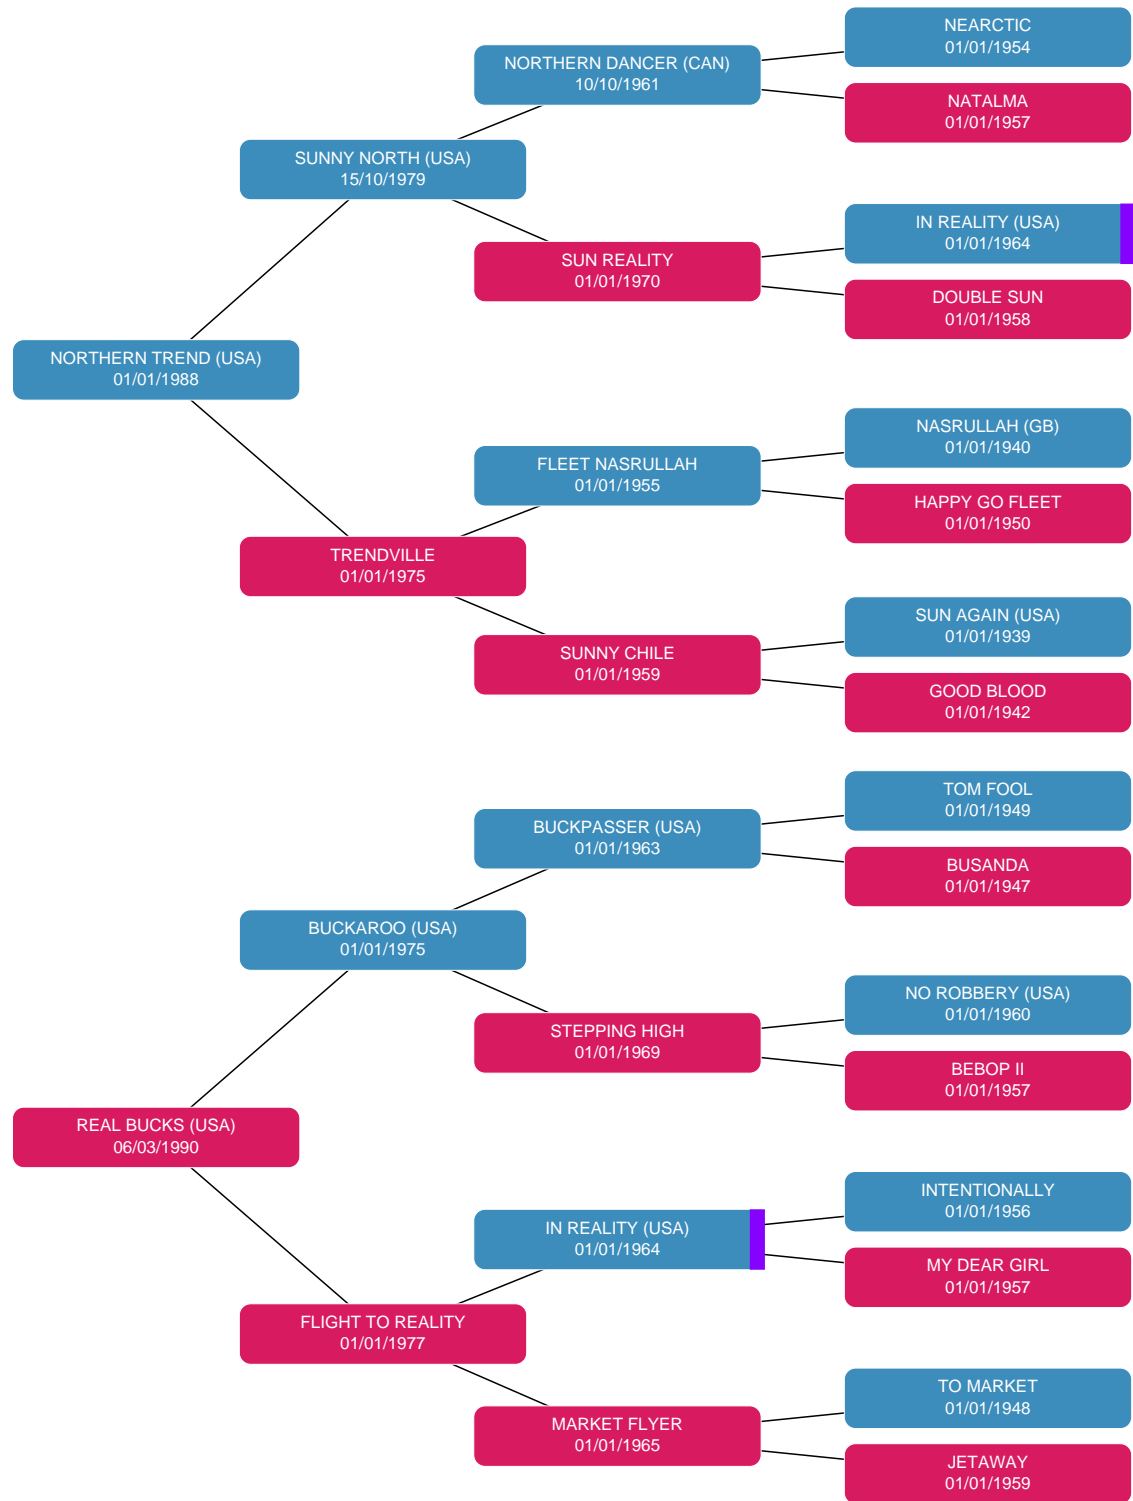 NEARCTIC
01/01/1954
NORTHERN DANCER (CAN)
10/10/1961
NATALMA
01/01/1957
SUNNY NORTH (USA)
15/10/1979
IN REALITY (USA)
01/01/1964
SUN REALITY
01/01/1970
DOUBLE SUN
01/01/1958
NORTHERN TREND (USA)
01/01/1988
NASRULLAH (GB)
01/01/1940
FLEET NASRULLAH
01/01/1955
HAPPY GO FLEET
01/01/1950
TRENDVILLE
01/01/1975
SUN AGAIN (USA)
01/01/1939
SUNNY CHILE
01/01/1959
GOOD BLOOD
01/01/1942
TOM FOOL
01/01/1949
BUCKPASSER (USA)
01/01/1963
BUSANDA
01/01/1947
BUCKAROO (USA)
01/01/1975
NO ROBBERY (USA)
01/01/1960
STEPPING HIGH
01/01/1969
BEBOP II
01/01/1957
REAL BUCKS (USA)
06/03/1990
INTENTIONALLY
01/01/1956
IN REALITY (USA)
01/01/1964
MY DEAR GIRL
01/01/1957
FLIGHT TO REALITY
01/01/1977
TO MARKET
01/01/1948
MARKET FLYER
01/01/1965
JETAWAY
01/01/1959